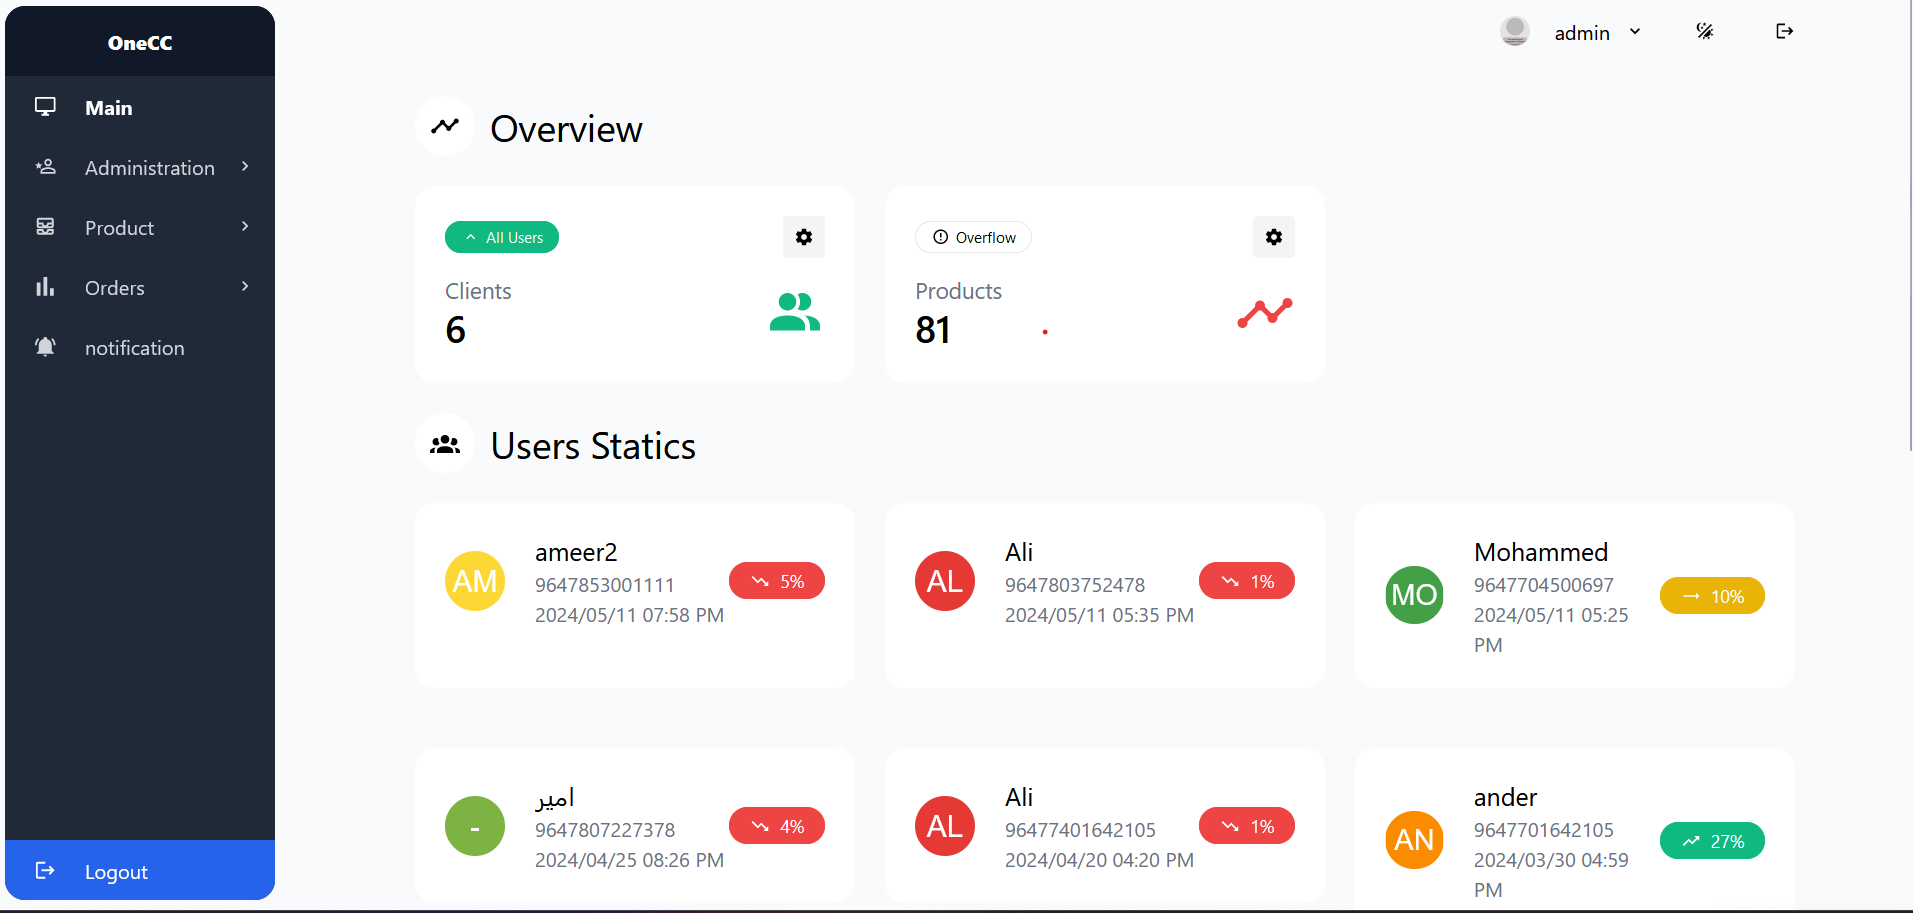 OneCC
Main
Administration
Product
Orders
notification
Logout
admin
Overview
All Users
Clients
6
Overflow
Products
81
Users Statics
AM
ameer2
9647853001111
2024/05/11 07:58 PM
5%
AL
Ali
9647803752478
2024/05/11 05:35 PM
1%
MO
Mohammed
9647704500697
2024/05/11 05:25
PM
10%
-
امير
9647807227378
2024/04/25 08:26 PM
4%
AL
Ali
96477401642105
2024/04/20 04:20 PM
1%
AN
ander
9647701642105
2024/03/30 04:59
PM
27%